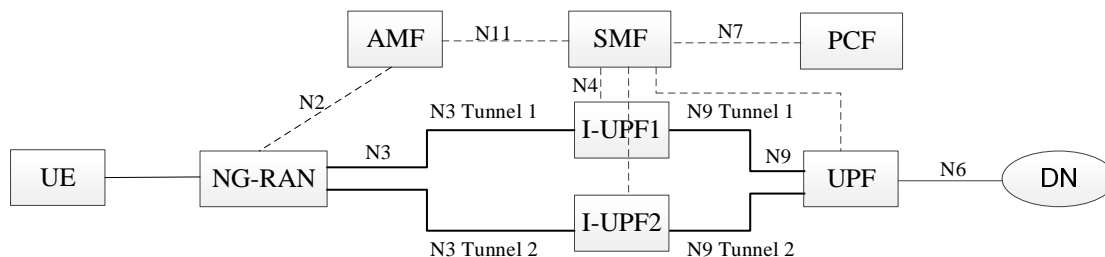 AMF
N11
SMF
N7
PCF
N2
N4
N3 Tunnel 1
I-UPF1
N9 Tunnel 1
UE
NG-RAN
N3
N9
UPF
N6
DN
I-UPF2
N3 Tunnel 2
N9 Tunnel 2